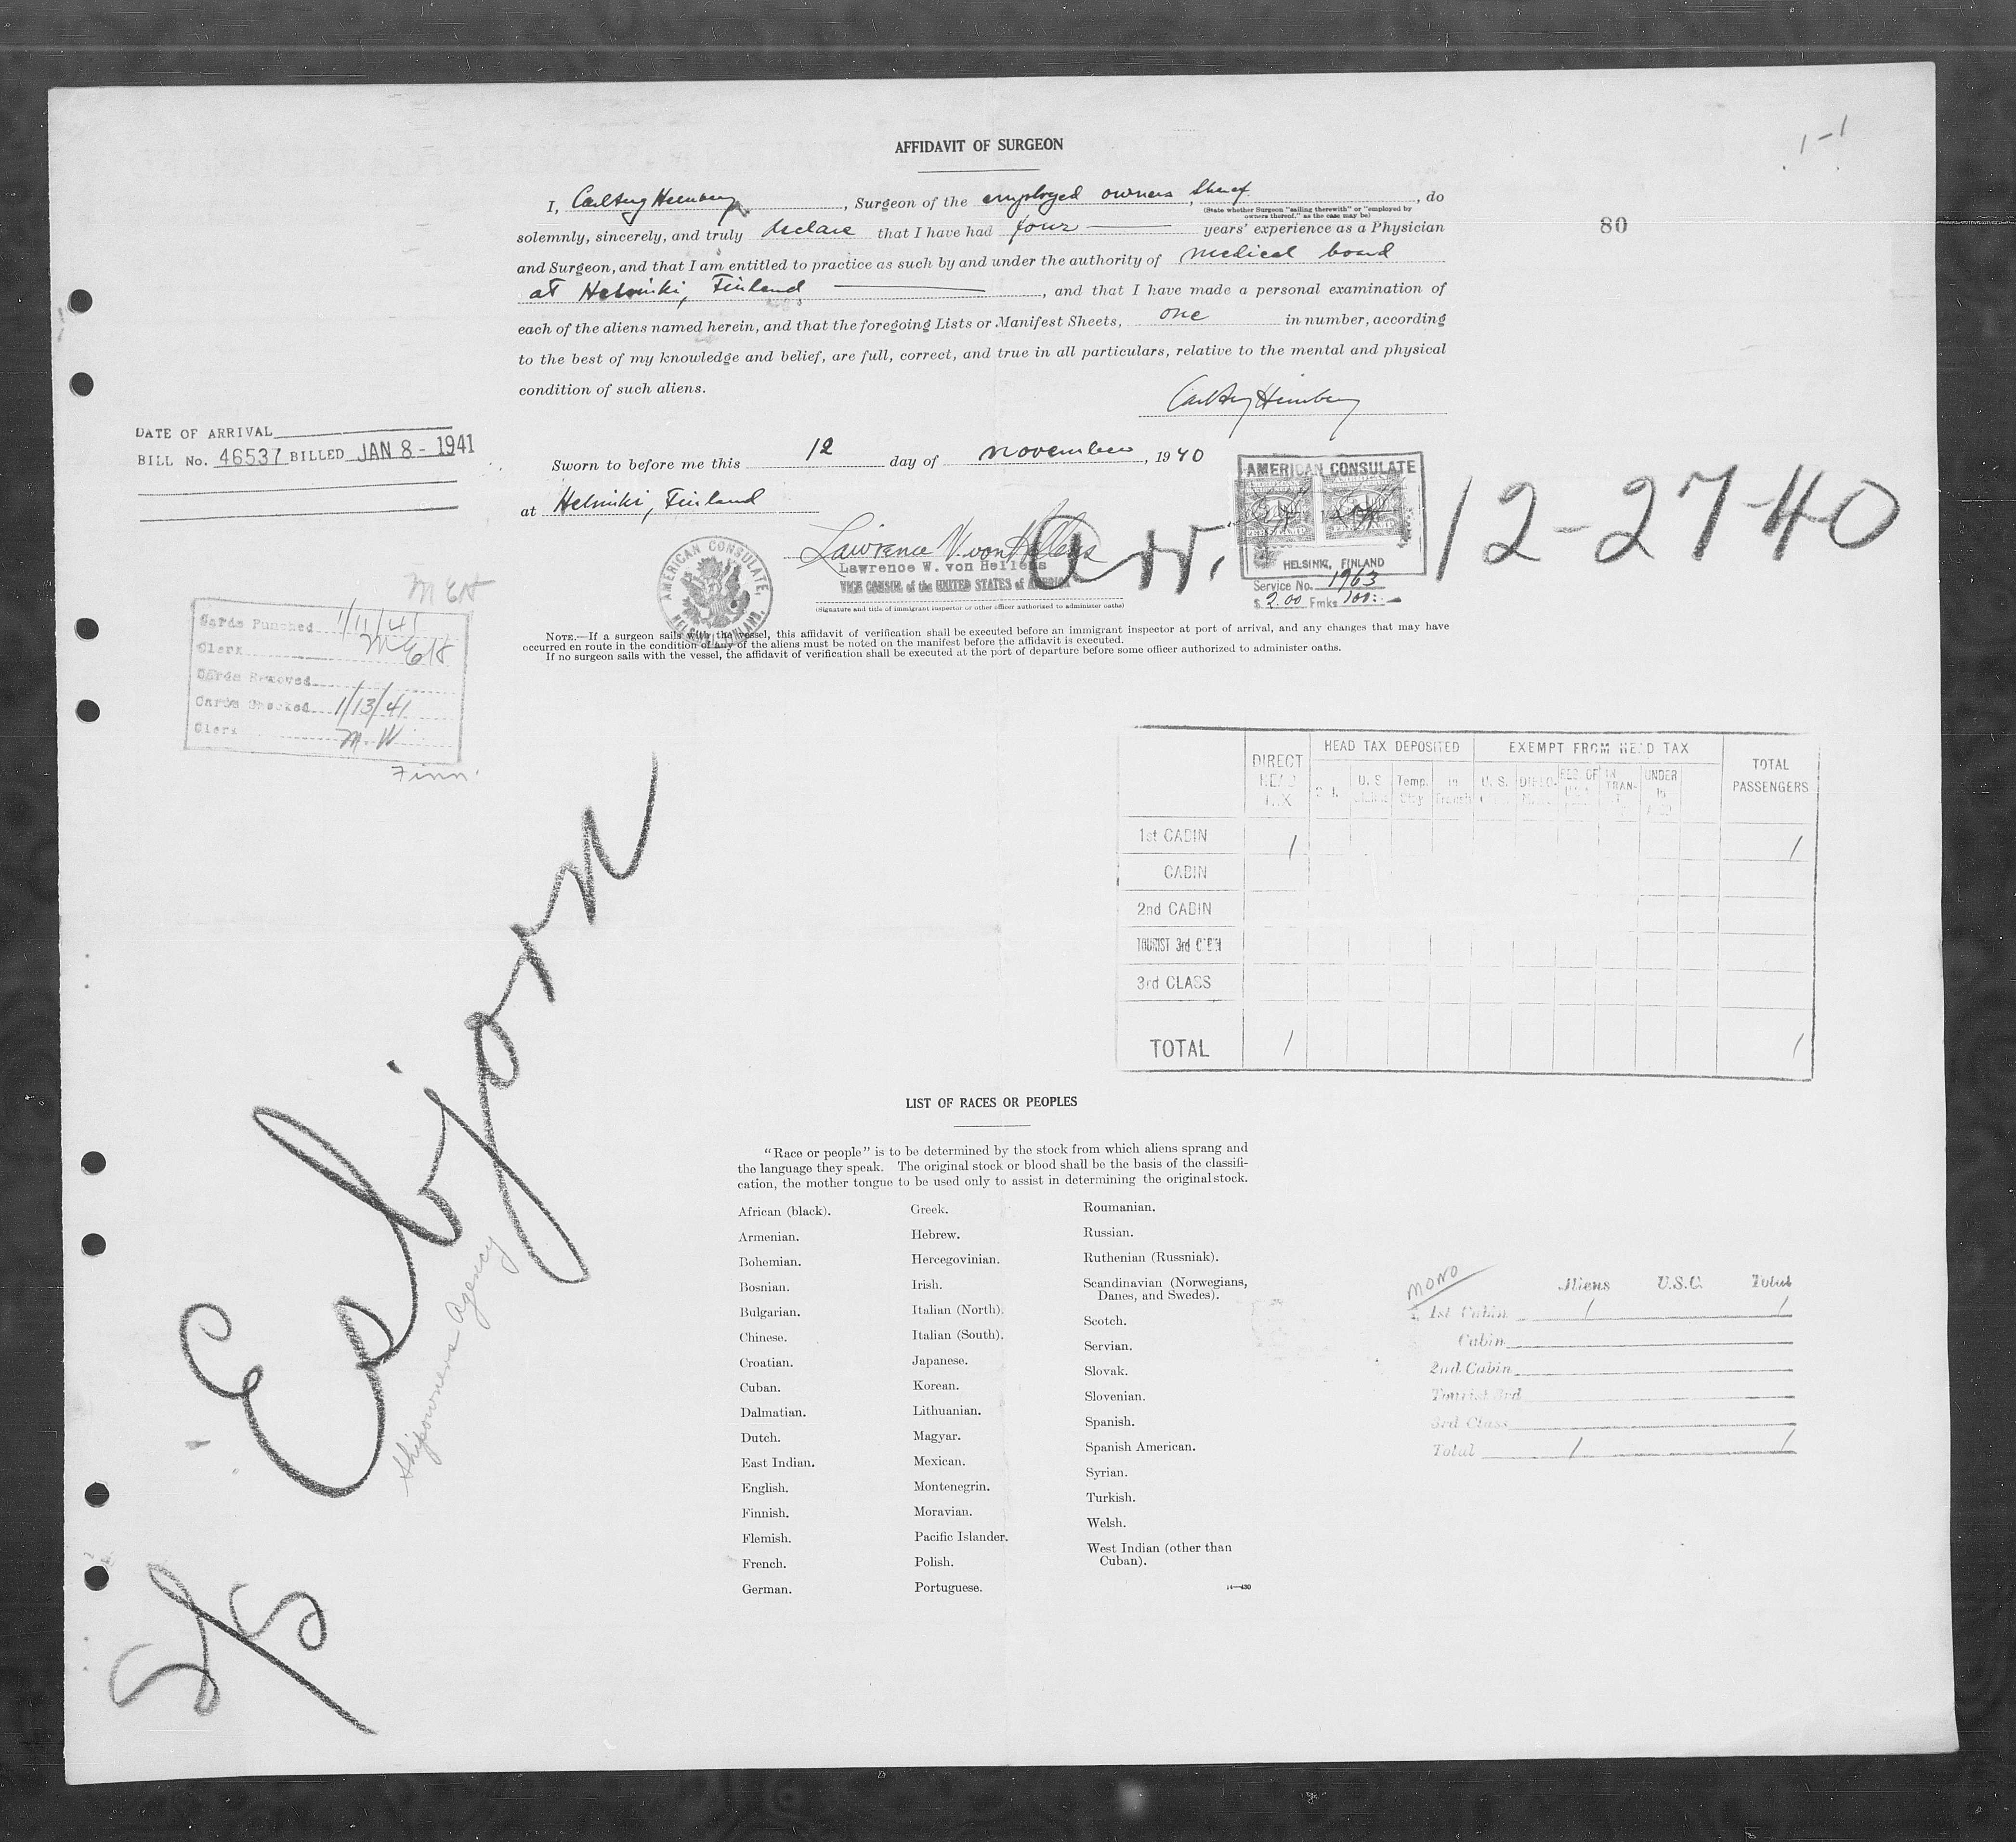 1-1
AFFIDAVIT OF SURGEON
I, , Surgeon of the employed owners thereof, do
(State whether Surgeon "sailing therewith" or "employed by
owners thereof," as the case may be)
80
solemnly, sincerely, and truly declare that I have had four years' experience as a Physician
and Surgeon, and that I am entitled to practice as such by and under the authority of medical board
at Helsinki, Finland, and that I have made a personal examination of
each of the aliens named herein, and that the foregoing Lists or Manifest Sheets, one in number, according
to the best of my knowledge and belief, are full, correct, and true in all particulars, relative to the mental and physical
condition of such aliens.
DATE OF ARRIVAL
BILL No. 46537 BILLED JAN 8 - 1941
Sworn to before me this 12 day of november, 1940
at Helsinki, Finland
AMERICAN CONSULATE
HELSINKI, FINLAND
Service No. 1963
$ 2.00 Fmks 100:-
Arr. 12-27-40
AMERICAN CONSULATE, HELSINKI, FINLAND.
Lawrence W. von Hellens
Lawrence W. von Hellens
VICE CONSUL of the UNITED STATES of AMERICA
(Signature and title of immigrant inspector or other officer authorized to administer oaths)
NOTE.—If a surgeon sails with the vessel, this affidavit of verification shall be executed before an immigrant inspector at port of arrival, and any changes that may have
occurred en route in the condition of any of the aliens must be noted on the manifest before the affidavit is executed.
If no surgeon sails with the vessel, the affidavit of verification shall be executed at the port of departure before some officer authorized to administer oaths.
Cards Punched 1/11/41
Clerk
Cards Removed
Cards Checked 1/13/41
Clerk M. W
Finn.
DIRECT HEAD TAX
HEAD TAX DEPOSITED
EXEMPT FROM HEAD TAX
TOTAL PASSENGERS
U. S. Temp. In Transit U. S. UNDER 16
1st CABIN 1 1
CABIN
2nd CABIN
TOURIST 3rd CABIN
3rd CLASS
TOTAL 1 1
S/S Esbjorn
Shipowners Agency
LIST OF RACES OR PEOPLES
"Race or people" is to be determined by the stock from which aliens sprang and
the language they speak. The original stock or blood shall be the basis of the classifi-
cation, the mother tongue to be used only to assist in determining the original stock.
African (black).
Armenian.
Bohemian.
Bosnian.
Bulgarian.
Chinese.
Croatian.
Cuban.
Dalmatian.
Dutch.
East Indian.
English.
Finnish.
Flemish.
French.
German.
Greek.
Hebrew.
Hercegovinian.
Irish.
Italian (North).
Italian (South).
Japanese.
Korean.
Lithuanian.
Magyar.
Mexican.
Montenegrin.
Moravian.
Pacific Islander.
Polish.
Portuguese.
Roumanian.
Russian.
Ruthenian (Russniak).
Scandinavian (Norwegians,
Danes, and Swedes).
Scotch.
Servian.
Slovak.
Slovenian.
Spanish.
Spanish American.
Syrian.
Turkish.
Welsh.
West Indian (other than
Cuban).
14—430
MONO
Aliens U.S.C. Total
1st Cabin 1 1
Cabin
2nd Cabin
Tourist 3rd
3rd Class
Total 1 1